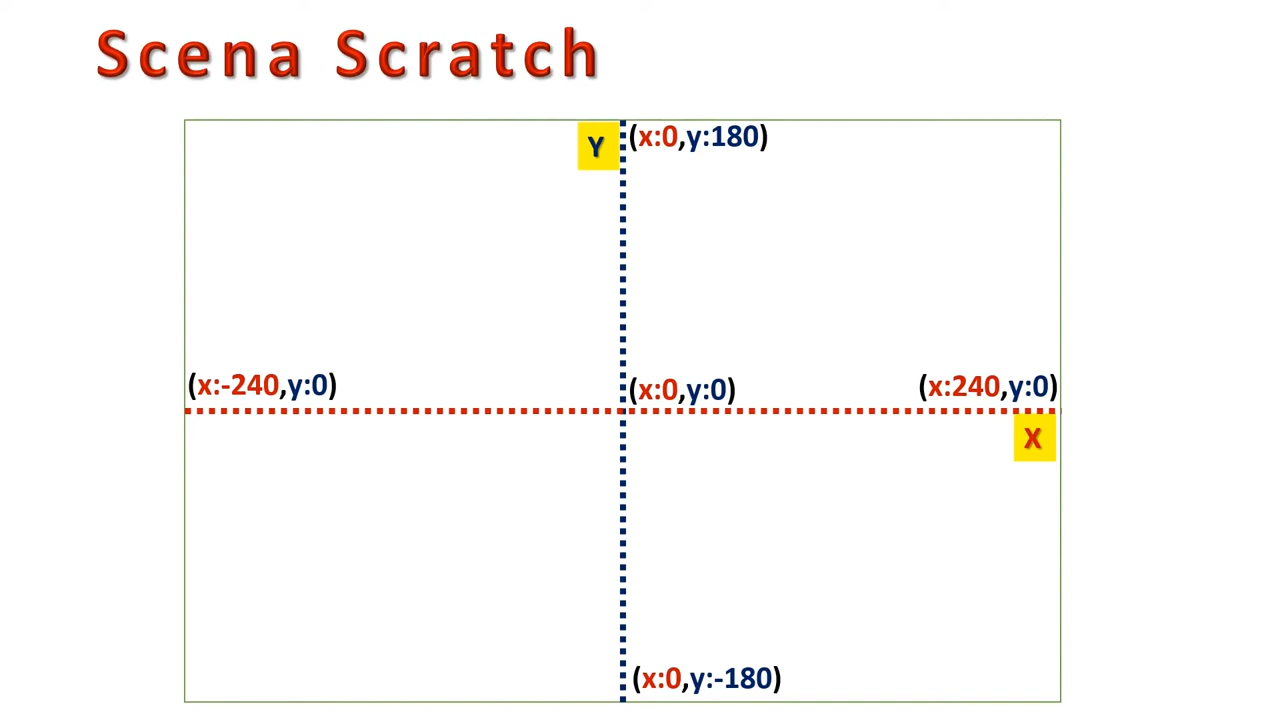 Scena Scratch
Y
(x:0,y:180)
(x:-240,y:0)
(x:0,y:0)
(x:240,y:0)
X
(x:0,y:-180)